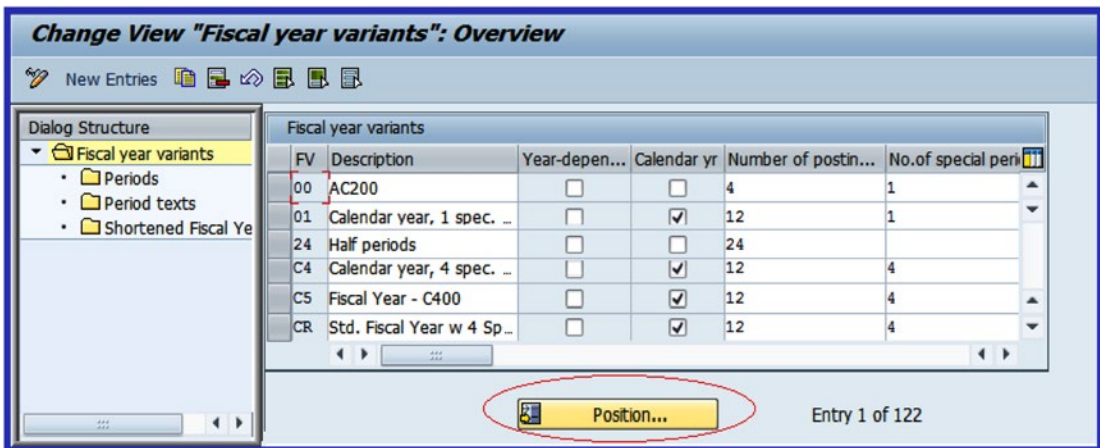 Change View "Fiscal year variants": Overview
New Entries
Dialog Structure
Fiscal year variants
Periods
Period texts
Shortened Fiscal Ye
Fiscal year variants
FV Description Year-depen... Calendar yr Number of postin... No.of special peri
00 AC200 4 1
01 Calendar year, 1 spec. ... 12 1
24 Half periods 24
C4 Calendar year, 4 spec. ... 12 4
C5 Fiscal Year - C400 12 4
CR Std. Fiscal Year w 4 Sp... 12 4
Position... Entry 1 of 122